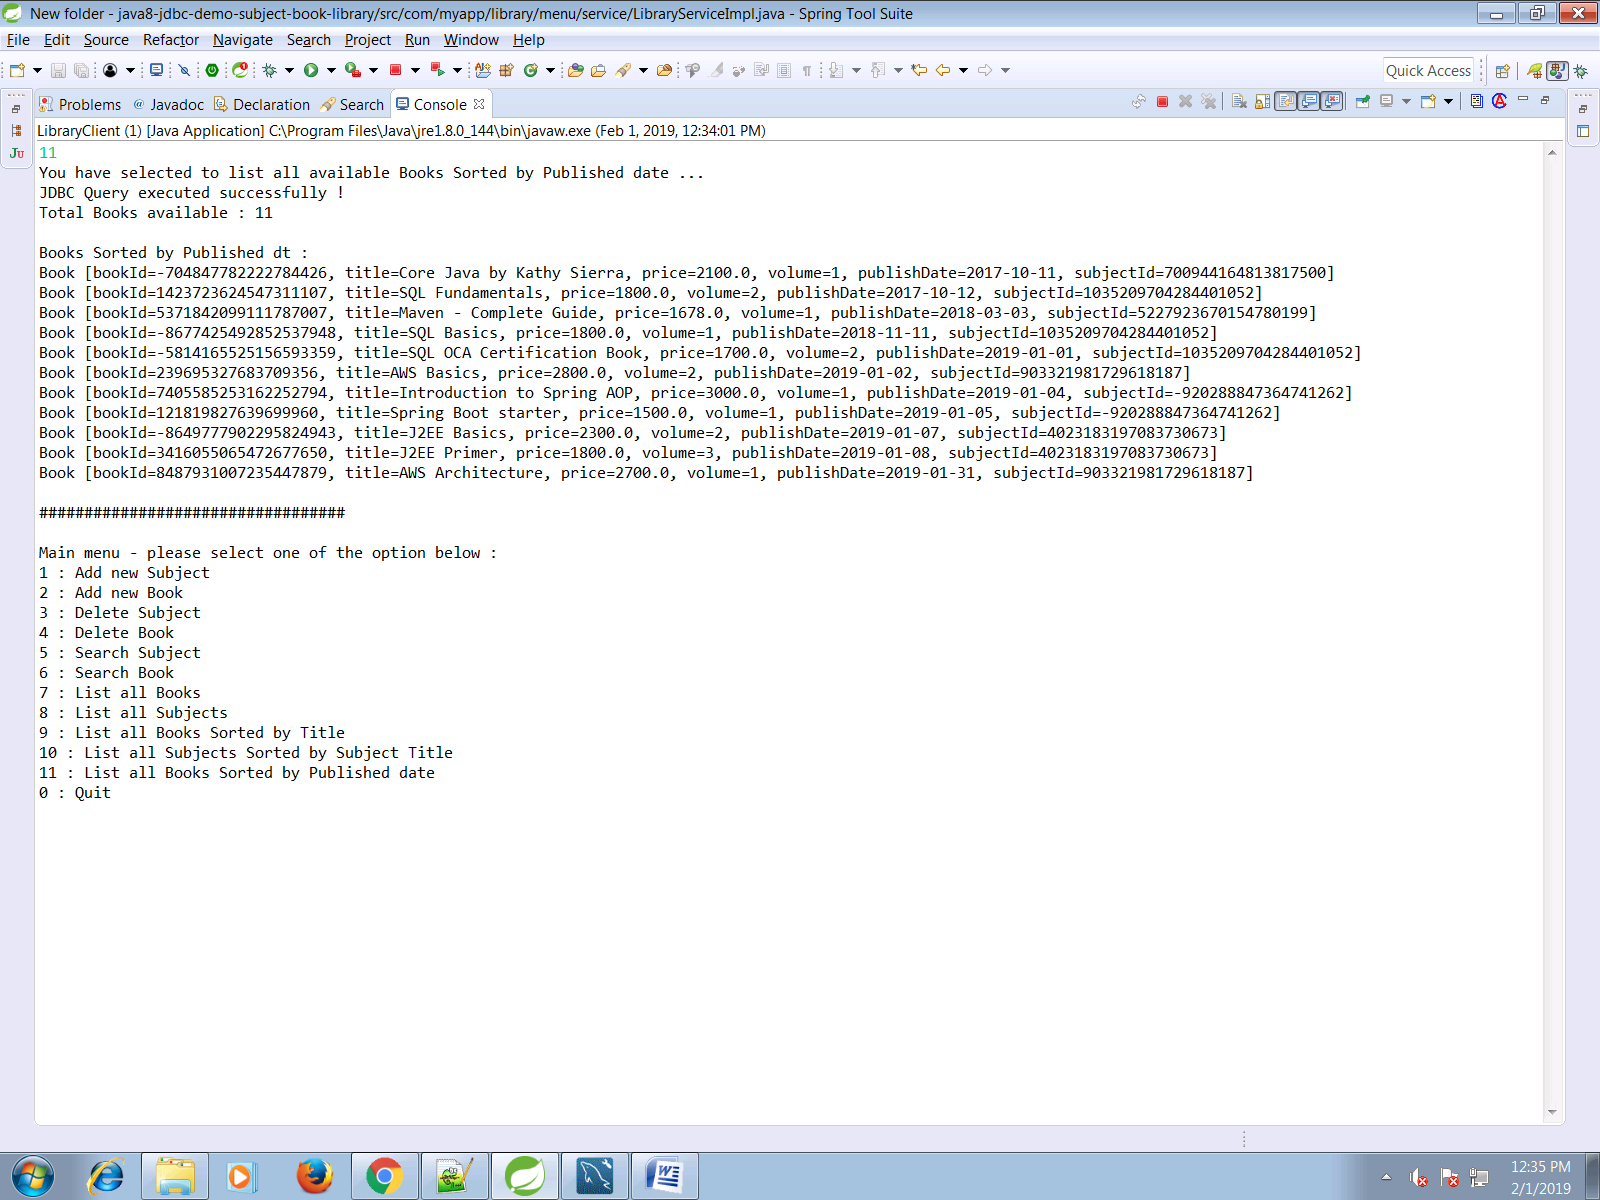 New folder - java8-jdbc-demo-subject-book-library/src/com/myapp/library/menu/service/LibraryServiceImpl.java - Spring Tool Suite
File Edit Source Refactor Navigate Search Project Run Window Help
Quick Access
Problems @ Javadoc Declaration Search Console
LibraryClient (1) [Java Application] C:\Program Files\Java\jre1.8.0_144\bin\javaw.exe (Feb 1, 2019, 12:34:01 PM)
11
You have selected to list all available Books Sorted by Published date ...
JDBC Query executed successfully !
Total Books available : 11
Books Sorted by Published dt :
Book [bookId=-704847782222784426, title=Core Java by Kathy Sierra, price=2100.0, volume=1, publishDate=2017-10-11, subjectId=700944164813817500]
Book [bookId=1423723624547311107, title=SQL Fundamentals, price=1800.0, volume=2, publishDate=2017-10-12, subjectId=1035209704284401052]
Book [bookId=5371842099111787007, title=Maven - Complete Guide, price=1678.0, volume=1, publishDate=2018-03-03, subjectId=5227923670154780199]
Book [bookId=-8677425492852537948, title=SQL Basics, price=1800.0, volume=1, publishDate=2018-11-11, subjectId=1035209704284401052]
Book [bookId=-5814165525156593359, title=SQL OCA Certification Book, price=1700.0, volume=2, publishDate=2019-01-01, subjectId=1035209704284401052]
Book [bookId=239695327683709356, title=AWS Basics, price=2800.0, volume=2, publishDate=2019-01-02, subjectId=903321981729618187]
Book [bookId=7405585253162252794, title=Introduction to Spring AOP, price=3000.0, volume=1, publishDate=2019-01-04, subjectId=-920288847364741262]
Book [bookId=121819827639699960, title=Spring Boot starter, price=1500.0, volume=1, publishDate=2019-01-05, subjectId=-920288847364741262]
Book [bookId=-8649777902295824943, title=J2EE Basics, price=2300.0, volume=2, publishDate=2019-01-07, subjectId=4023183197083730673]
Book [bookId=3416055065472677650, title=J2EE Primer, price=1800.0, volume=3, publishDate=2019-01-08, subjectId=4023183197083730673]
Book [bookId=8487931007235447879, title=AWS Architecture, price=2700.0, volume=1, publishDate=2019-01-31, subjectId=903321981729618187]
##################################
Main menu - please select one of the option below :
1 : Add new Subject
2 : Add new Book
3 : Delete Subject
4 : Delete Book
5 : Search Subject
6 : Search Book
7 : List all Books
8 : List all Subjects
9 : List all Books Sorted by Title
10 : List all Subjects Sorted by Subject Title
11 : List all Books Sorted by Published date
0 : Quit
12:35 PM
2/1/2019